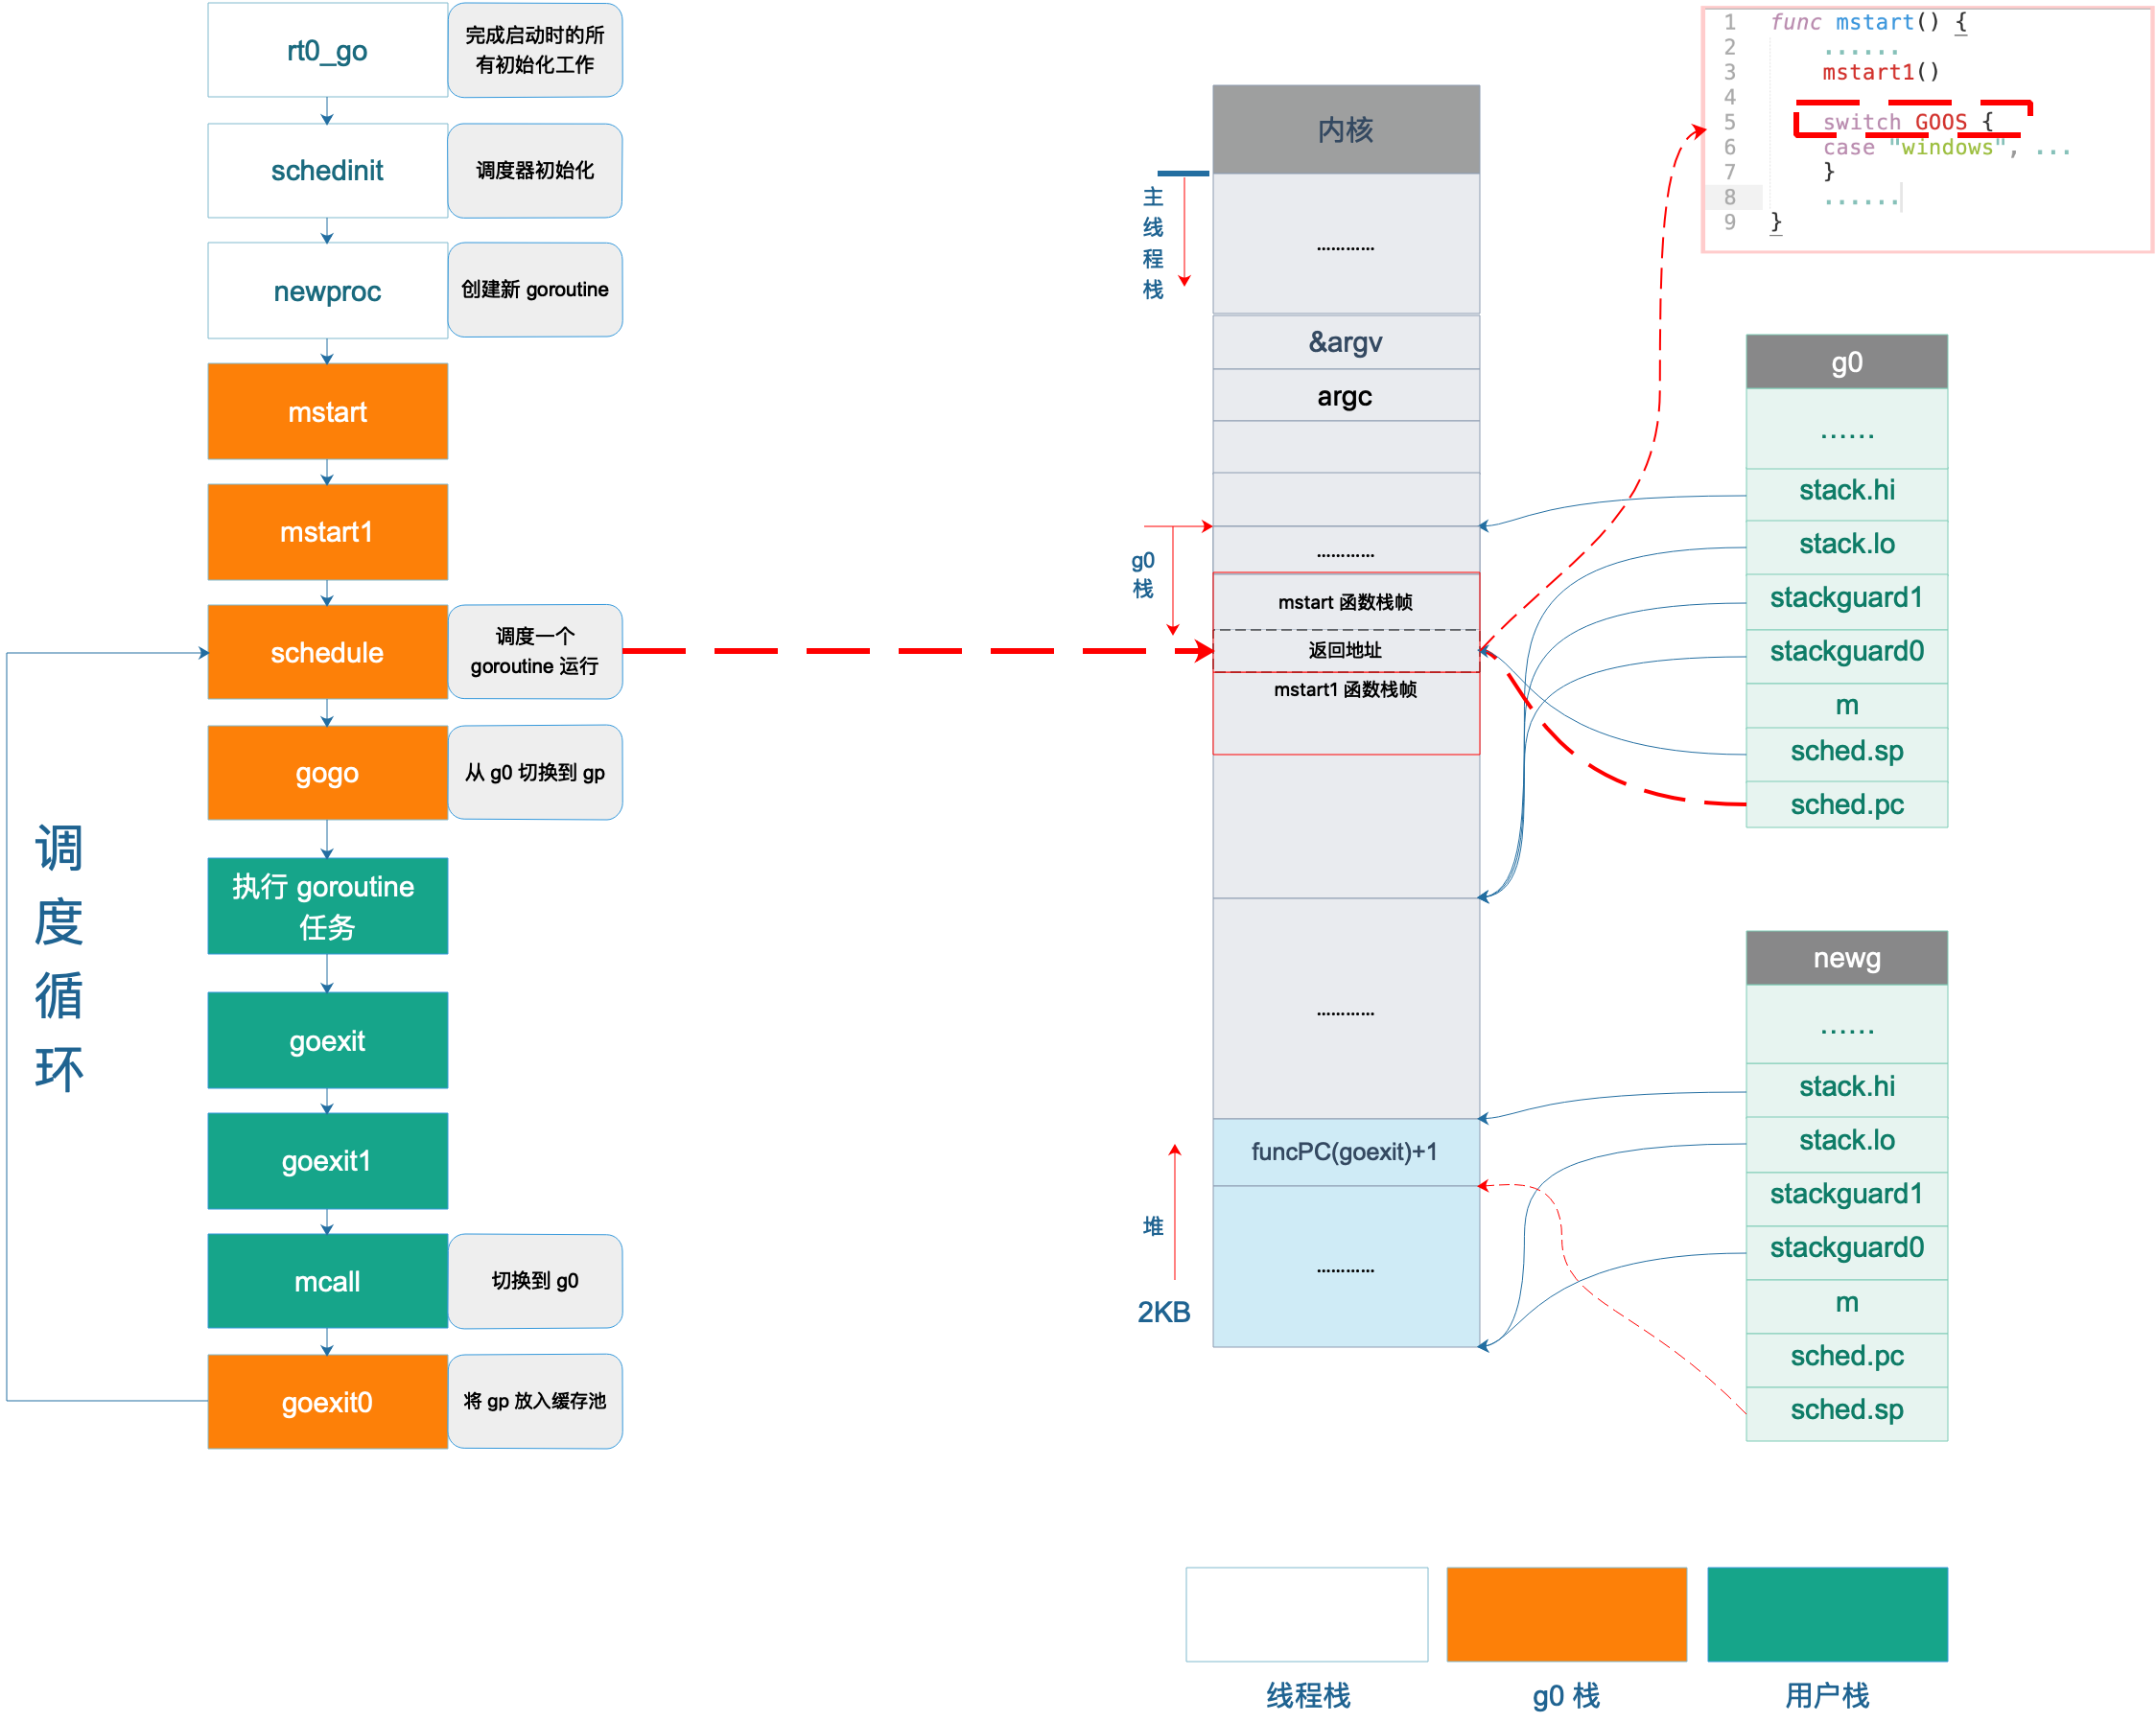 rt0_go
完成启动时的所
有初始化工作
schedinit
调度器初始化
newproc
创建新 goroutine
mstart
mstart1
schedule
调度一个
goroutine 运行
gogo
从 g0 切换到 gp
执行 goroutine
任务
goexit
goexit1
mcall
切换到 g0
goexit0
将 gp 放入缓存池
调
度
循
环
内核
主
线
程
栈
............
&argv
argc
g0
栈
............
mstart 函数栈帧
返回地址
mstart1 函数栈帧
............
funcPC(goexit)+1
堆
............
2KB
1 func mstart() {
2 ......
3 mstart1()
4
5 switch GOOS {
6 case "windows", ...
7 }
8 ......
9 }
g0
......
stack.hi
stack.lo
stackguard1
stackguard0
m
sched.sp
sched.pc
newg
......
stack.hi
stack.lo
stackguard1
stackguard0
m
sched.pc
sched.sp
线程栈
g0 栈
用户栈